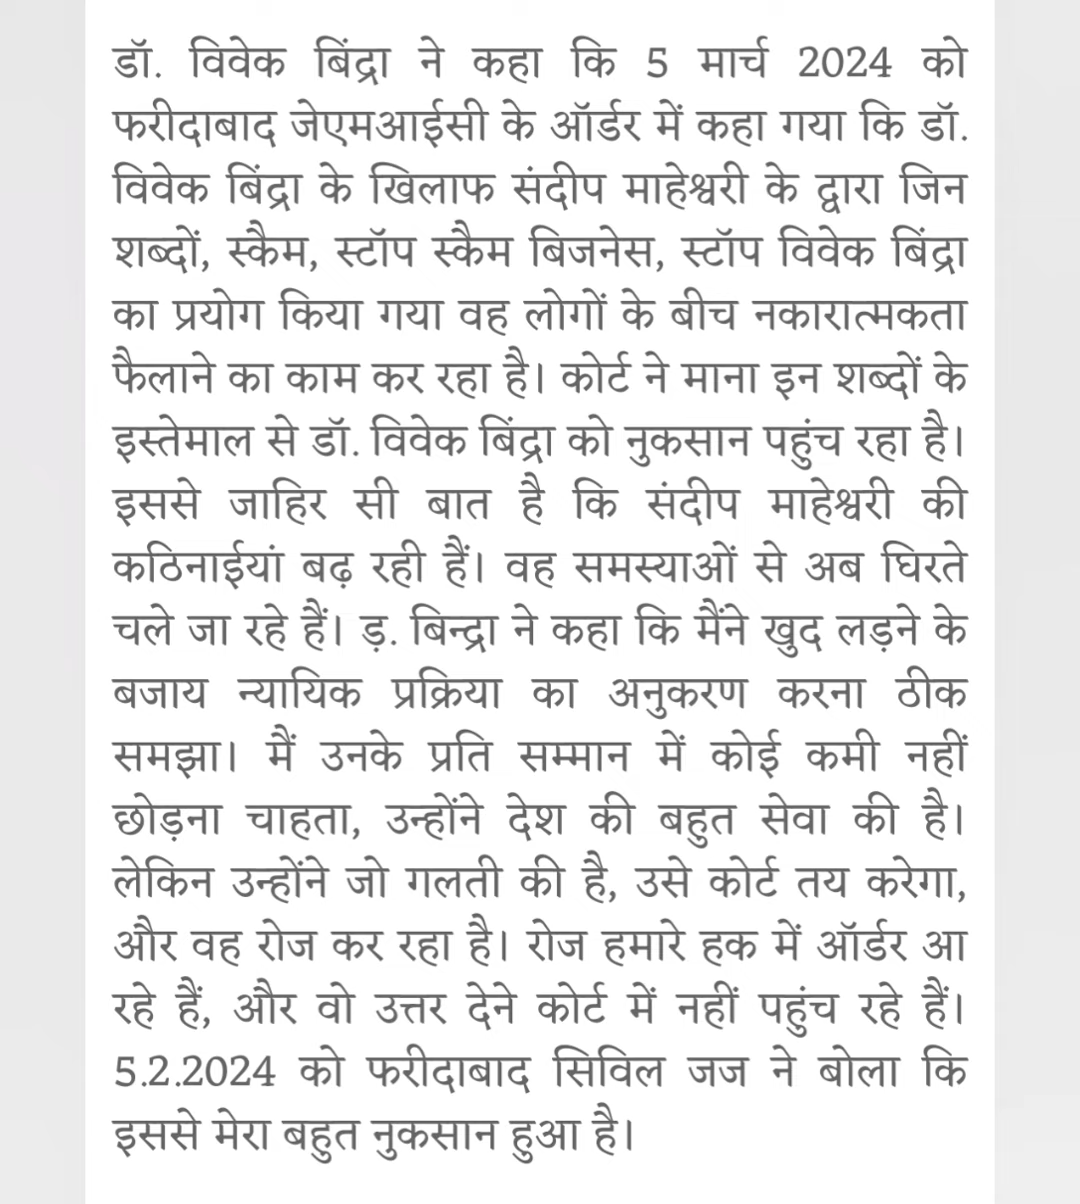 डॉ. विवेक बिंद्रा ने कहा कि 5 मार्च 2024 को
फरीदाबाद जेएमआईसी के ऑर्डर में कहा गया कि डॉ.
विवेक बिंद्रा के खिलाफ संदीप माहेश्वरी के द्वारा जिन
शब्दों, स्कैम, स्टॉप स्कैम बिजनेस, स्टॉप विवेक बिंद्रा
का प्रयोग किया गया वह लोगों के बीच नकारात्मकता
फैलाने का काम कर रहा है। कोर्ट ने माना इन शब्दों के
इस्तेमाल से डॉ. विवेक बिंद्रा को नुकसान पहुंच रहा है।
इससे जाहिर सी बात है कि संदीप माहेश्वरी की
कठिनाईयां बढ़ रही हैं। वह समस्याओं से अब घिरते
चले जा रहे हैं। ड़. बिन्द्रा ने कहा कि मैंने खुद लड़ने के
बजाय न्यायिक प्रक्रिया का अनुकरण करना ठीक
समझा। मैं उनके प्रति सम्मान में कोई कमी नहीं
छोड़ना चाहता, उन्होंने देश की बहुत सेवा की है।
लेकिन उन्होंने जो गलती की है, उसे कोर्ट तय करेगा,
और वह रोज कर रहा है। रोज हमारे हक में ऑर्डर आ
रहे हैं, और वो उत्तर देने कोर्ट में नहीं पहुंच रहे हैं।
5.2.2024 को फरीदाबाद सिविल जज ने बोला कि
इससे मेरा बहुत नुकसान हुआ है।